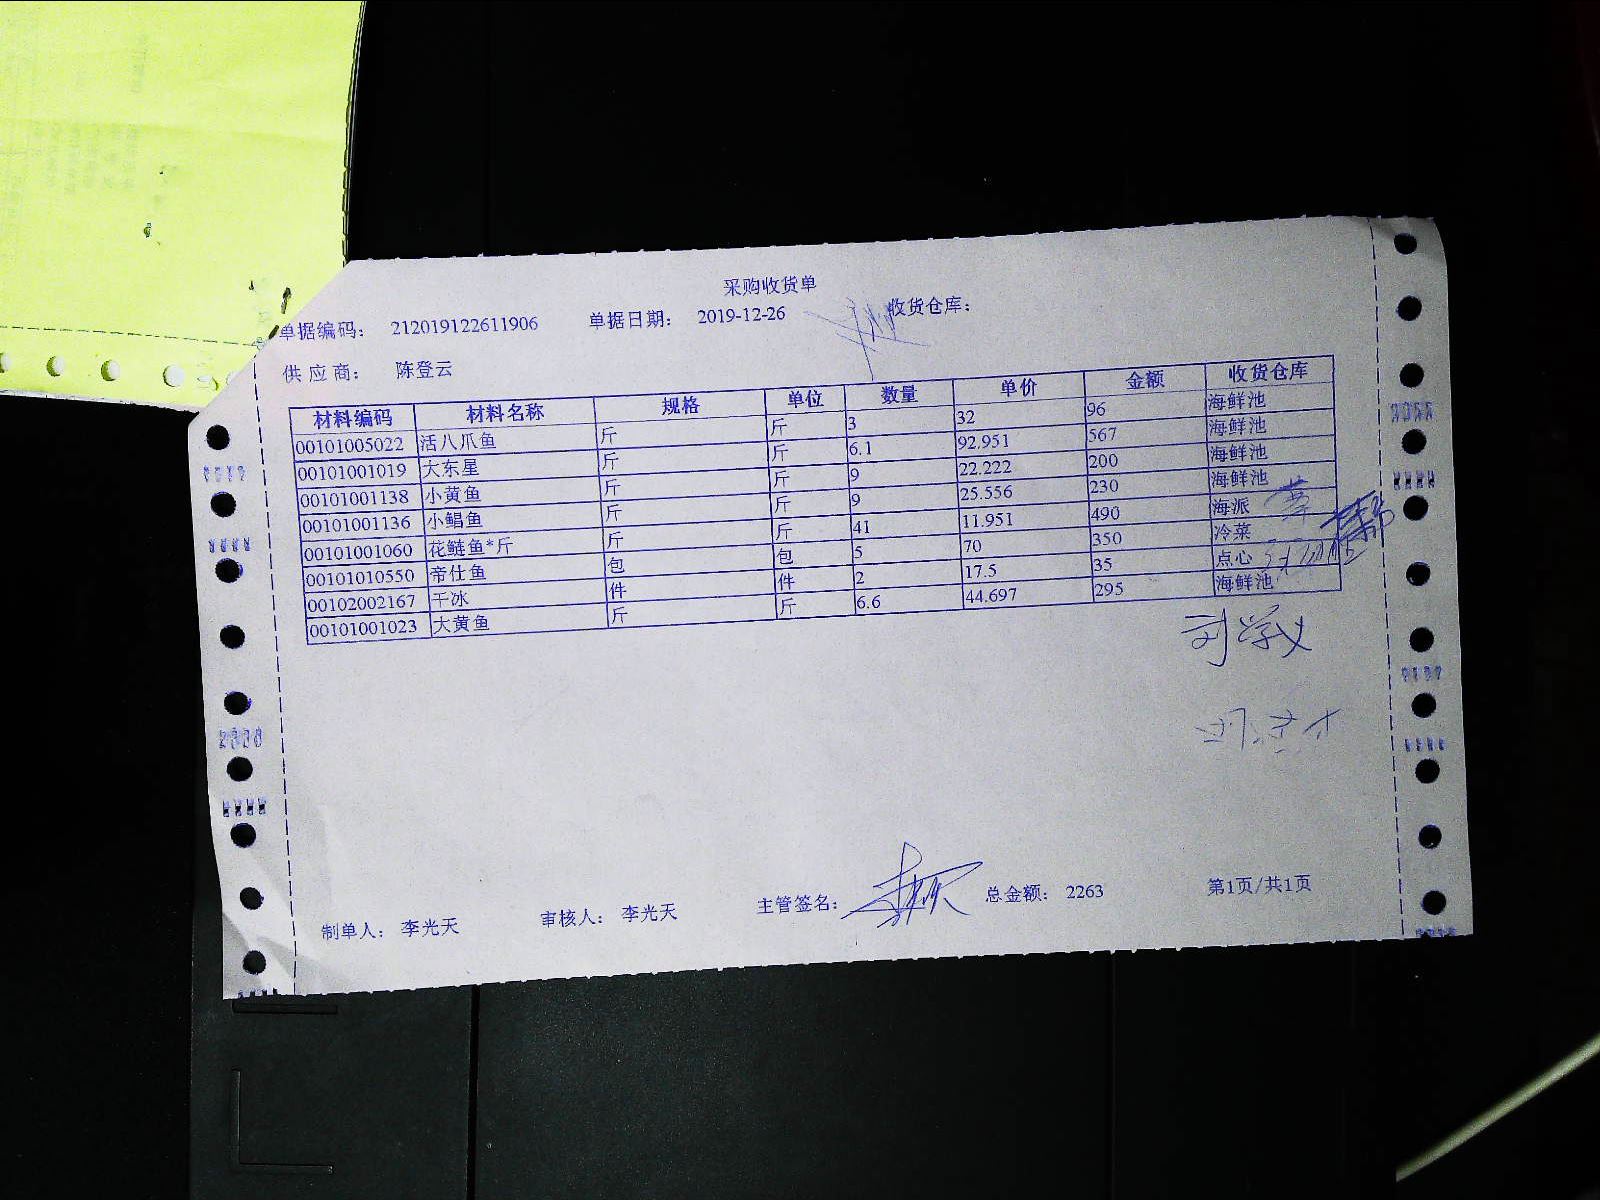 采购收货单
单据编码： 212019122611906 单据日期： 2019-12-26 收货仓库：
供 应 商： 陈登云
材料编码 材料名称 规格 单位 数量 单价 金额 收货仓库
00101005022 活八爪鱼 斤 斤 3 32 96 海鲜池
00101001019 大东星 斤 斤 6.1 92.951 567 海鲜池
00101001138 小黄鱼 斤 斤 9 22.222 200 海鲜池
00101001136 小鲳鱼 斤 斤 9 25.556 230 海鲜池
00101001060 花鲢鱼*斤 斤 斤 41 11.951 490 海派
00101010550 帝仕鱼 包 包 5 70 350 冷菜
00102002167 干冰 件 件 2 17.5 35 点心
00101001023 大黄鱼 斤 斤 6.6 44.697 295 海鲜池
刘学义
制单人： 李光天 审核人： 李光天 主管签名： 总金额： 2263 第1页/共1页